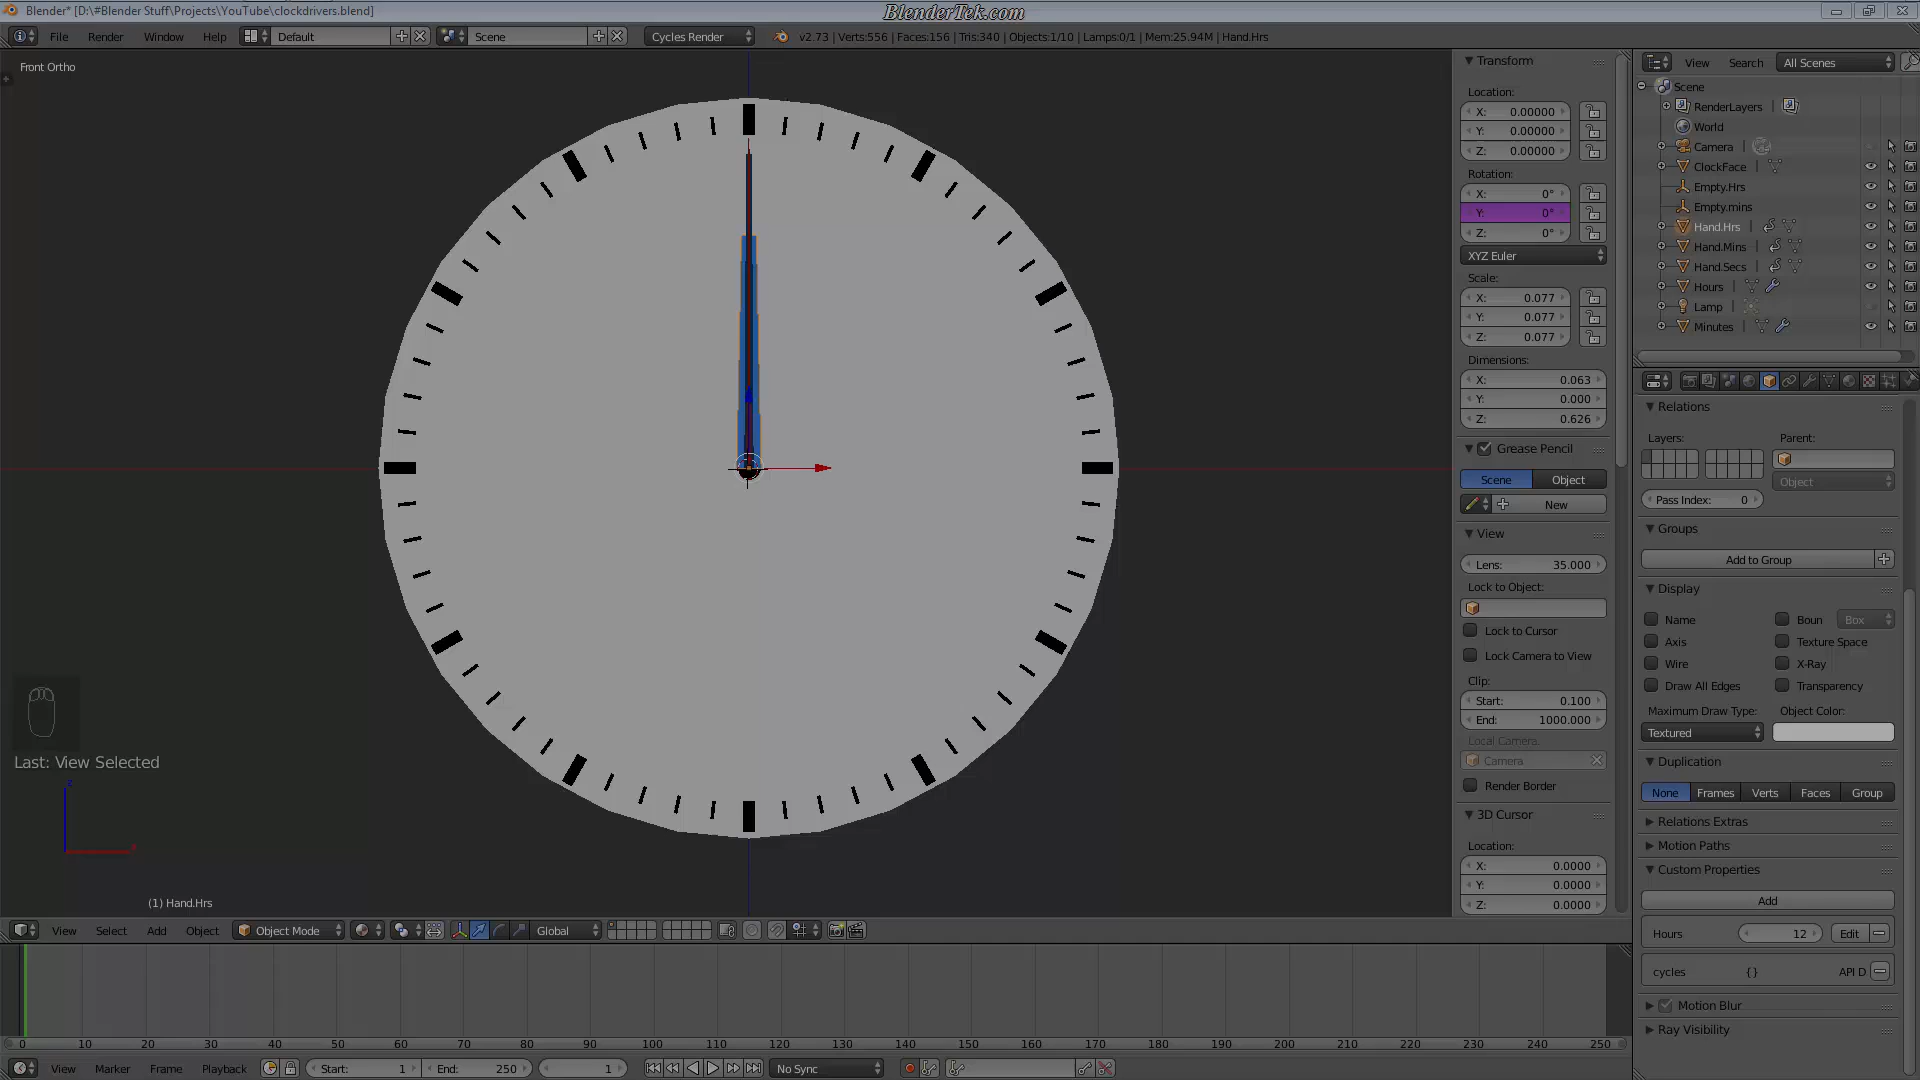 Blender* [D:\#Blender Stuff\Projects\YouTube\clockdrivers.blend]
BlenderTek.com
File Render Window Help Default Scene Cycles Render v2.73 | Verts:556 | Faces:156 | Tris:340 | Objects:1/10 | Lamps:0/1 | Mem:25.94M | Hand.Hrs
Front Ortho
Last: View Selected
z
x
(1) Hand.Hrs
Transform
Location:
X: 0.00000
Y: 0.00000
Z: 0.00000
Rotation:
X: 0°
Y: 0°
Z: 0°
XYZ Euler
Scale:
X: 0.077
Y: 0.077
Z: 0.077
Dimensions:
X: 0.063
Y: 0.000
Z: 0.626
Grease Pencil
Scene Object
New
View
Lens: 35.000
Lock to Object:
Lock to Cursor
Lock Camera to View
Clip:
Start: 0.100
End: 1000.000
Local Camera:
Camera
Render Border
3D Cursor
Location:
X: 0.0000
Y: 0.0000
Z: 0.0000
View Search All Scenes
Scene
RenderLayers |
World
Camera |
ClockFace |
Empty.Hrs
Empty.mins
Hand.Hrs |
Hand.Mins |
Hand.Secs |
Hours |
Lamp |
Minutes |
Relations
Layers: Parent:
Object
Pass Index: 0
Groups
Add to Group
Display
Name Boun Box
Axis Texture Space
Wire X-Ray
Draw All Edges Transparency
Maximum Draw Type: Object Color:
Textured
Duplication
None Frames Verts Faces Group
Relations Extras
Motion Paths
Custom Properties
Add
Hours 12 Edit
cycles {} API D
Motion Blur
Ray Visibility
View Select Add Object Object Mode Global
0 10 20 30 40 50 60 70 80 90 100 110 120 130 140 150 160 170 180 190 200 210 220 230 240 250
View Marker Frame Playback Start: 1 End: 250 1 No Sync